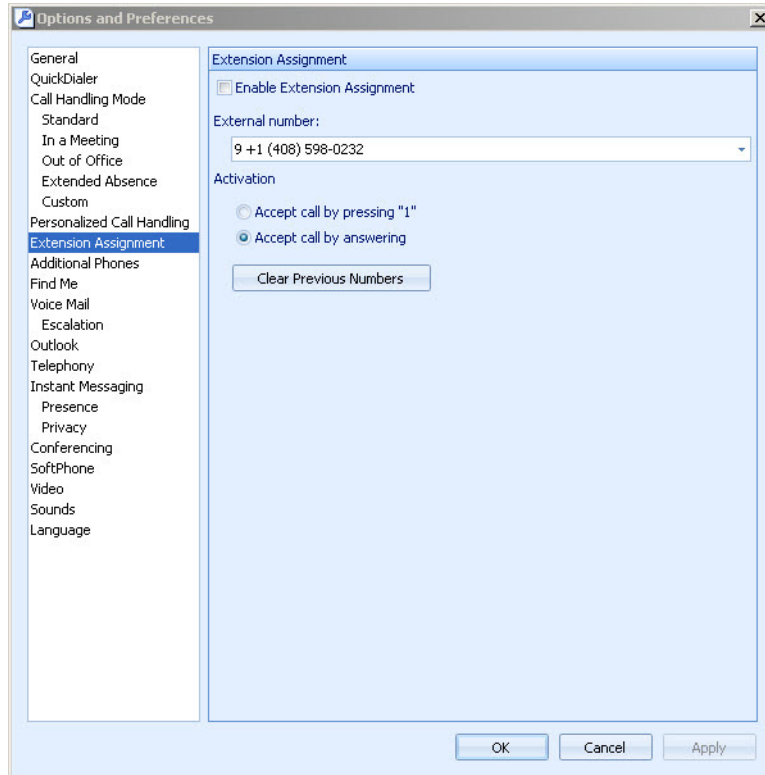 Options and Preferences
General
QuickDialer
Call Handling Mode
Standard
In a Meeting
Out of Office
Extended Absence
Custom
Personalized Call Handling
Extension Assignment
Additional Phones
Find Me
Voice Mail
Escalation
Outlook
Telephony
Instant Messaging
Presence
Privacy
Conferencing
SoftPhone
Video
Sounds
Language
Extension Assignment
Enable Extension Assignment
External number:
9 +1 (408) 598-0232
Activation
Accept call by pressing "1"
Accept call by answering
Clear Previous Numbers
OK
Cancel
Apply